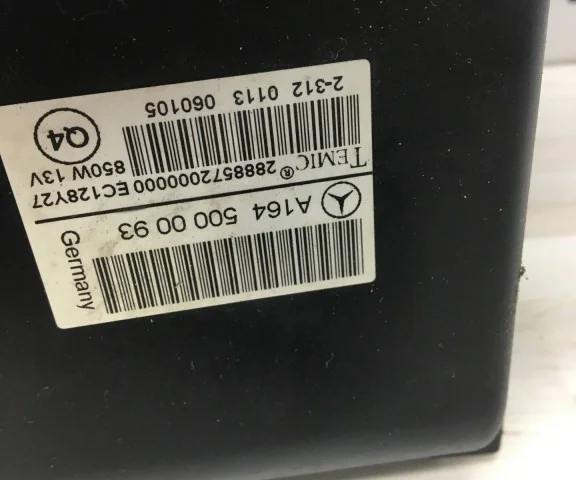 A164 500 00 93
Germany
TEMIC® 2888572000000 EC128Y27
850W 13V
2-312 0113 060105
Q4